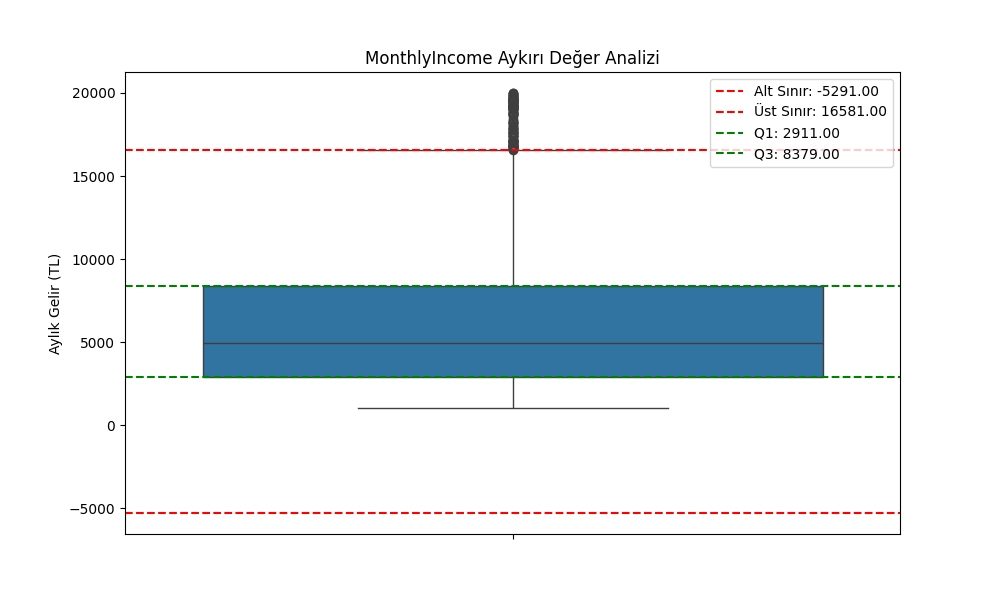 MonthlyIncome Aykırı Değer Analizi
Alt Sınır: -5291.00
Üst Sınır: 16581.00
Q1: 2911.00
Q3: 8379.00
Aylık Gelir (TL)
20000
15000
10000
5000
0
−5000